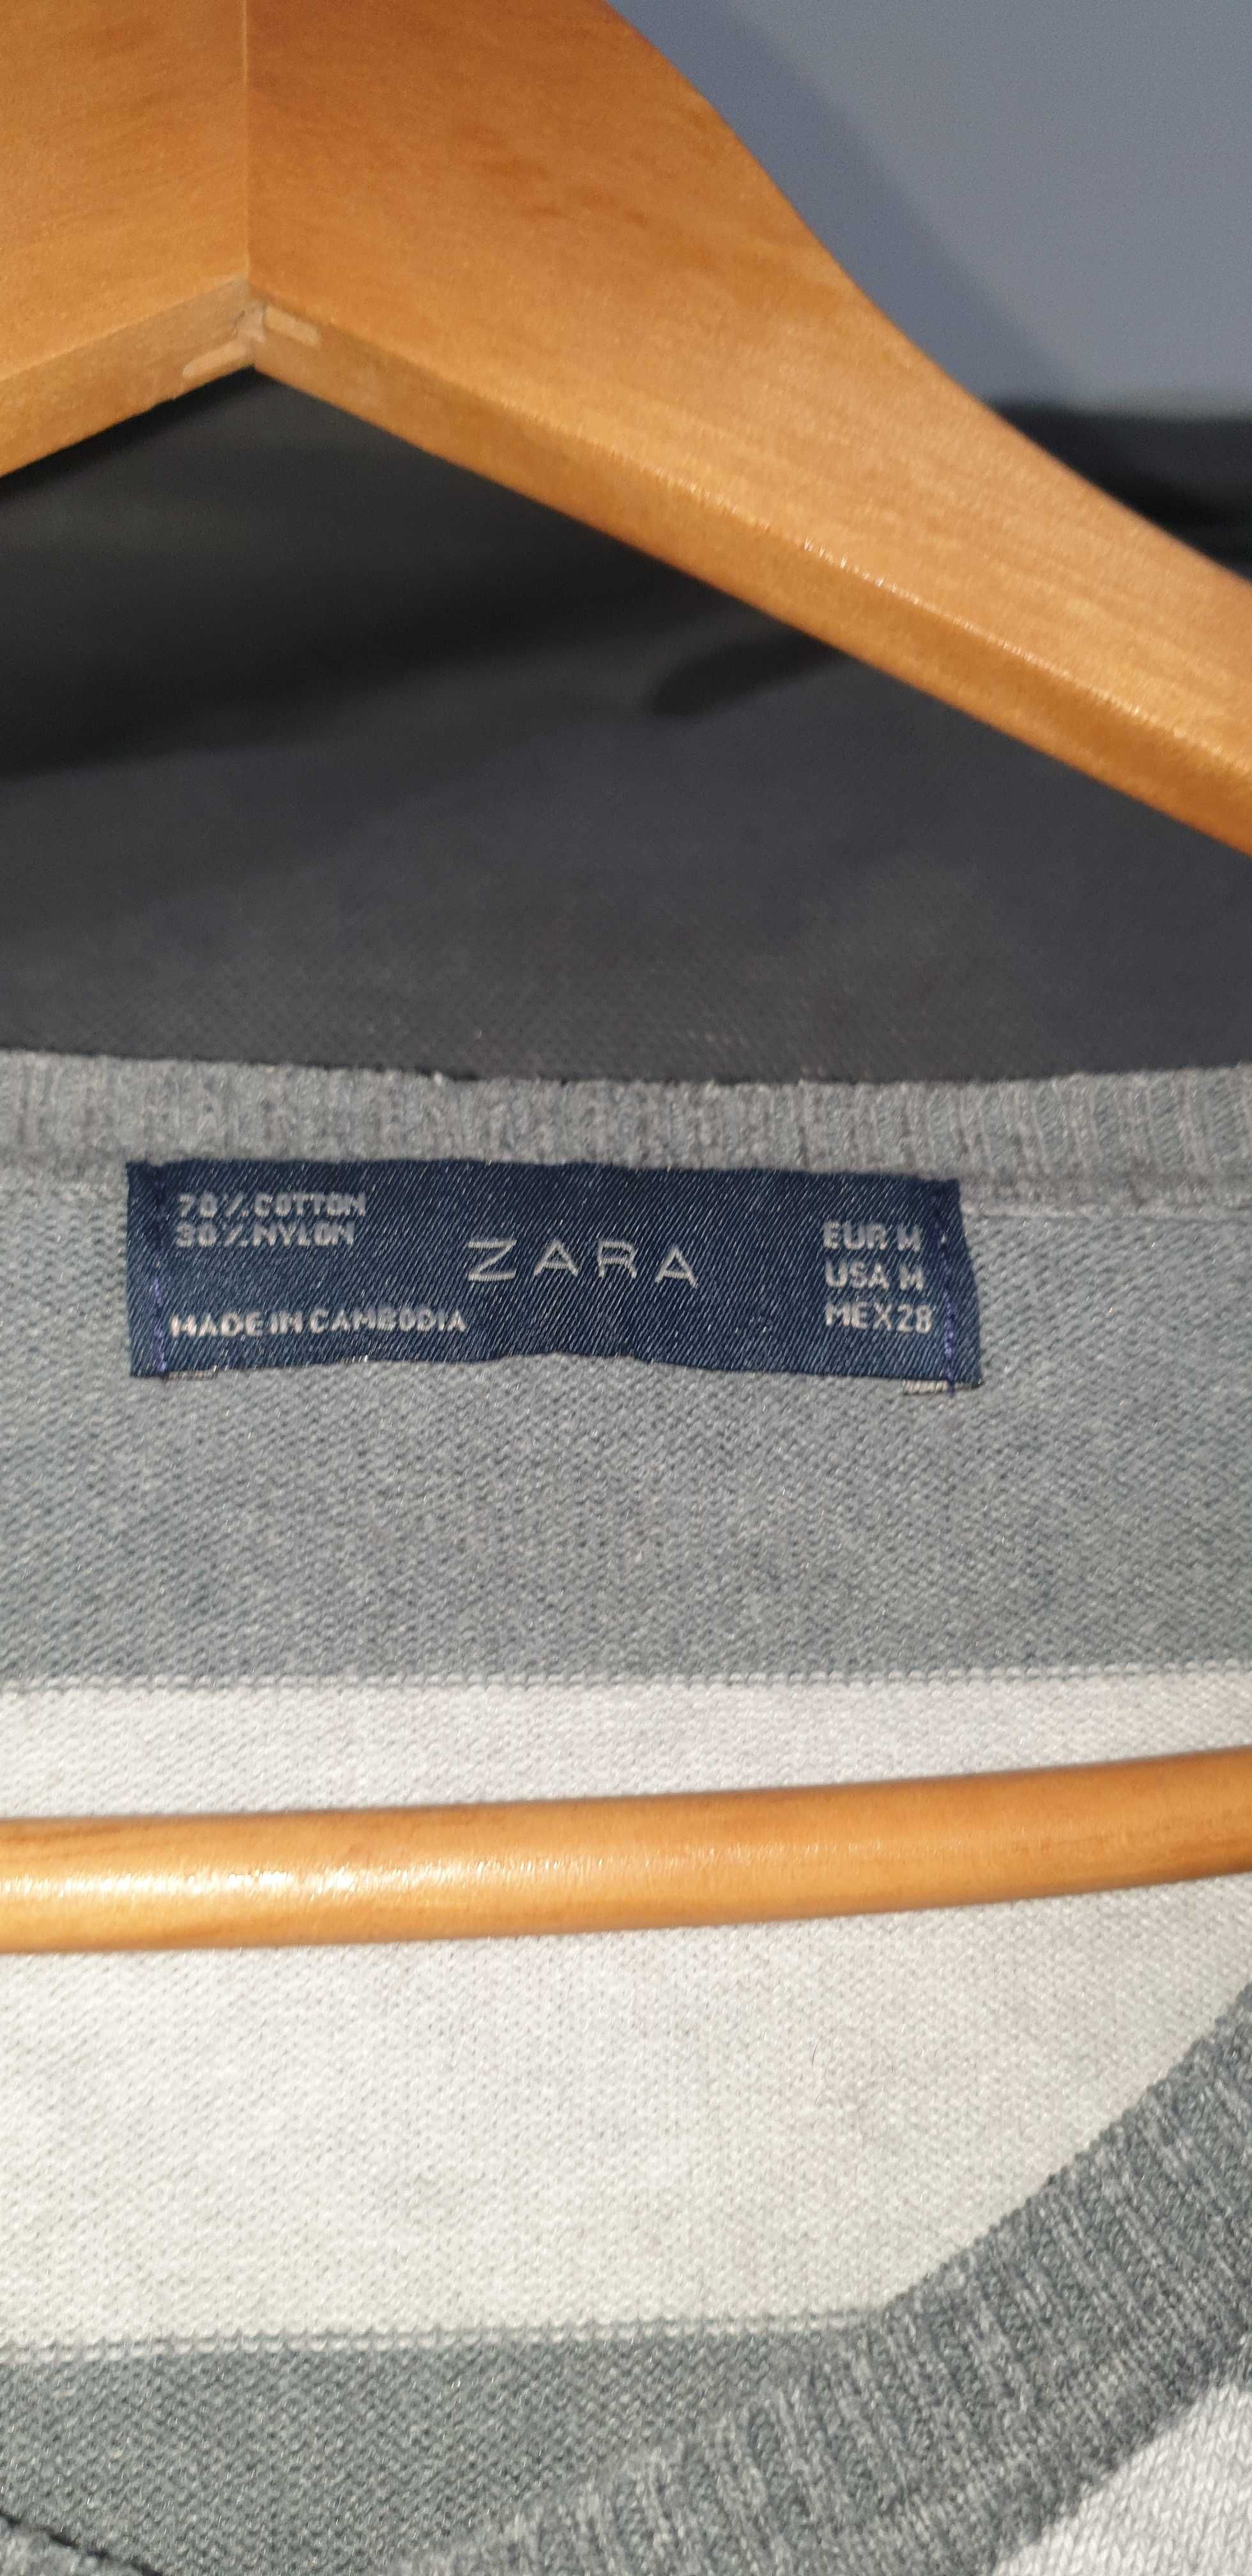 70% COTTON
30% NYLON
MADE IN CAMBODIA
ZARA
EUR M
USA M
MEX 28